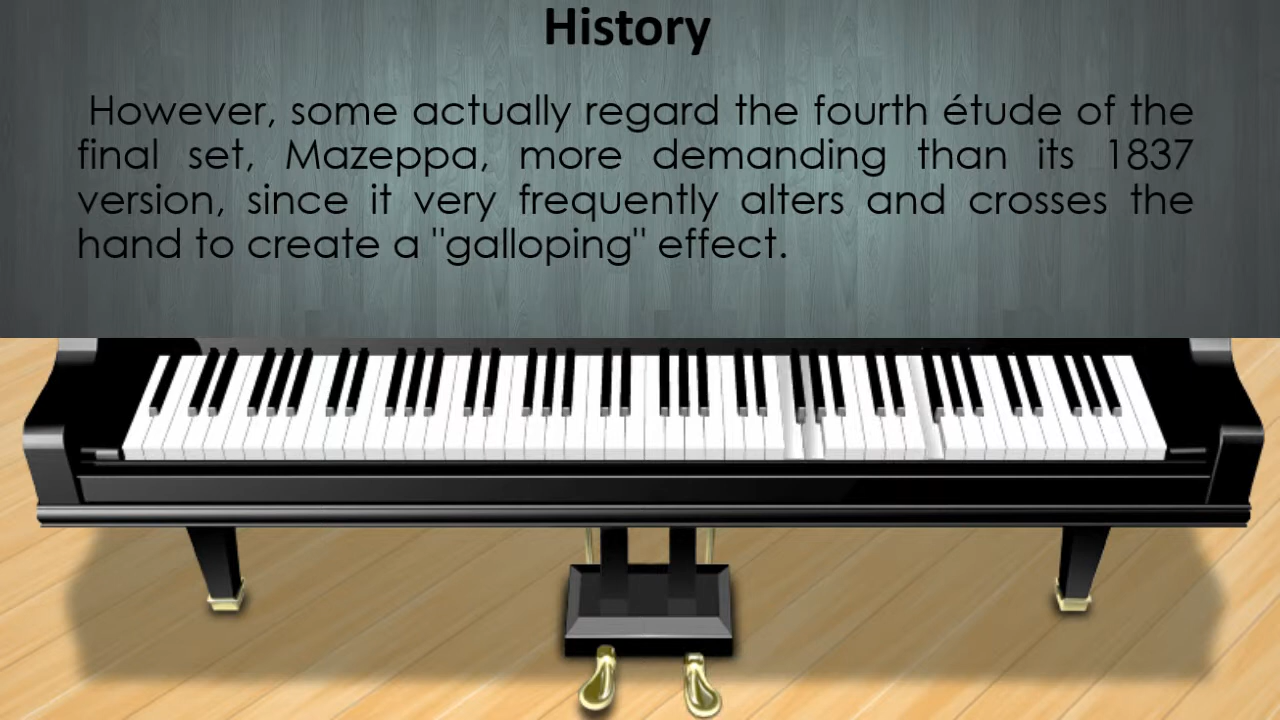 History
However, some actually regard the fourth étude of the
final set, Mazeppa, more demanding than its 1837
version, since it very frequently alters and crosses the
hand to create a "galloping" effect.